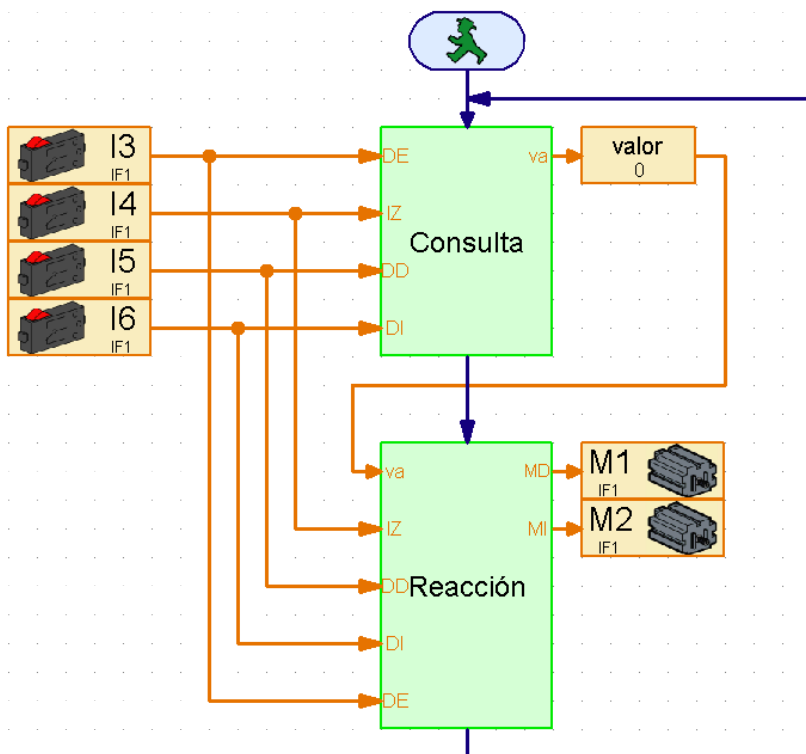 I3
IF1
I4
IF1
I5
IF1
I6
IF1
DE
IZ
DD
DI
Consulta
va
valor
0
va
IZ
DD
DI
DE
Reacción
MD
MI
M1
IF1
M2
IF1